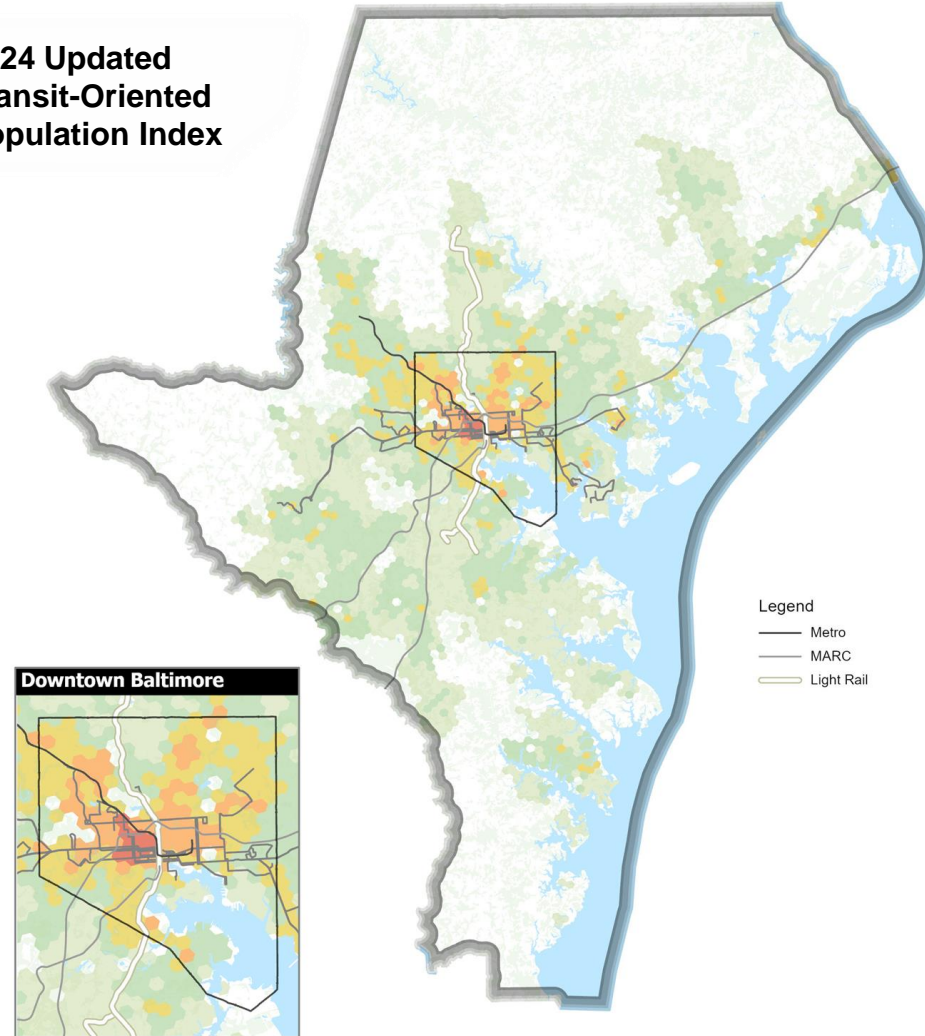 24 Updated
ansit-Oriented
opulation Index
Legend
Metro
MARC
Light Rail
Downtown Baltimore